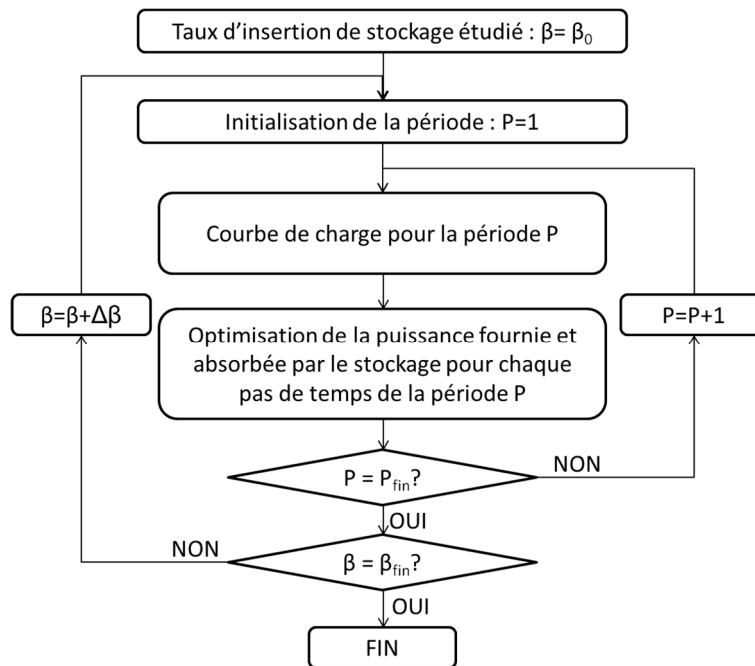 Taux d'insertion de stockage étudié : β= β₀
Initialisation de la période : P=1
Courbe de charge pour la période P
β=β+Δβ
Optimisation de la puissance fournie et
absorbée par le stockage pour chaque
pas de temps de la période P
P=P+1
P = Pfin?
NON
OUI
NON
β = βfin?
OUI
FIN